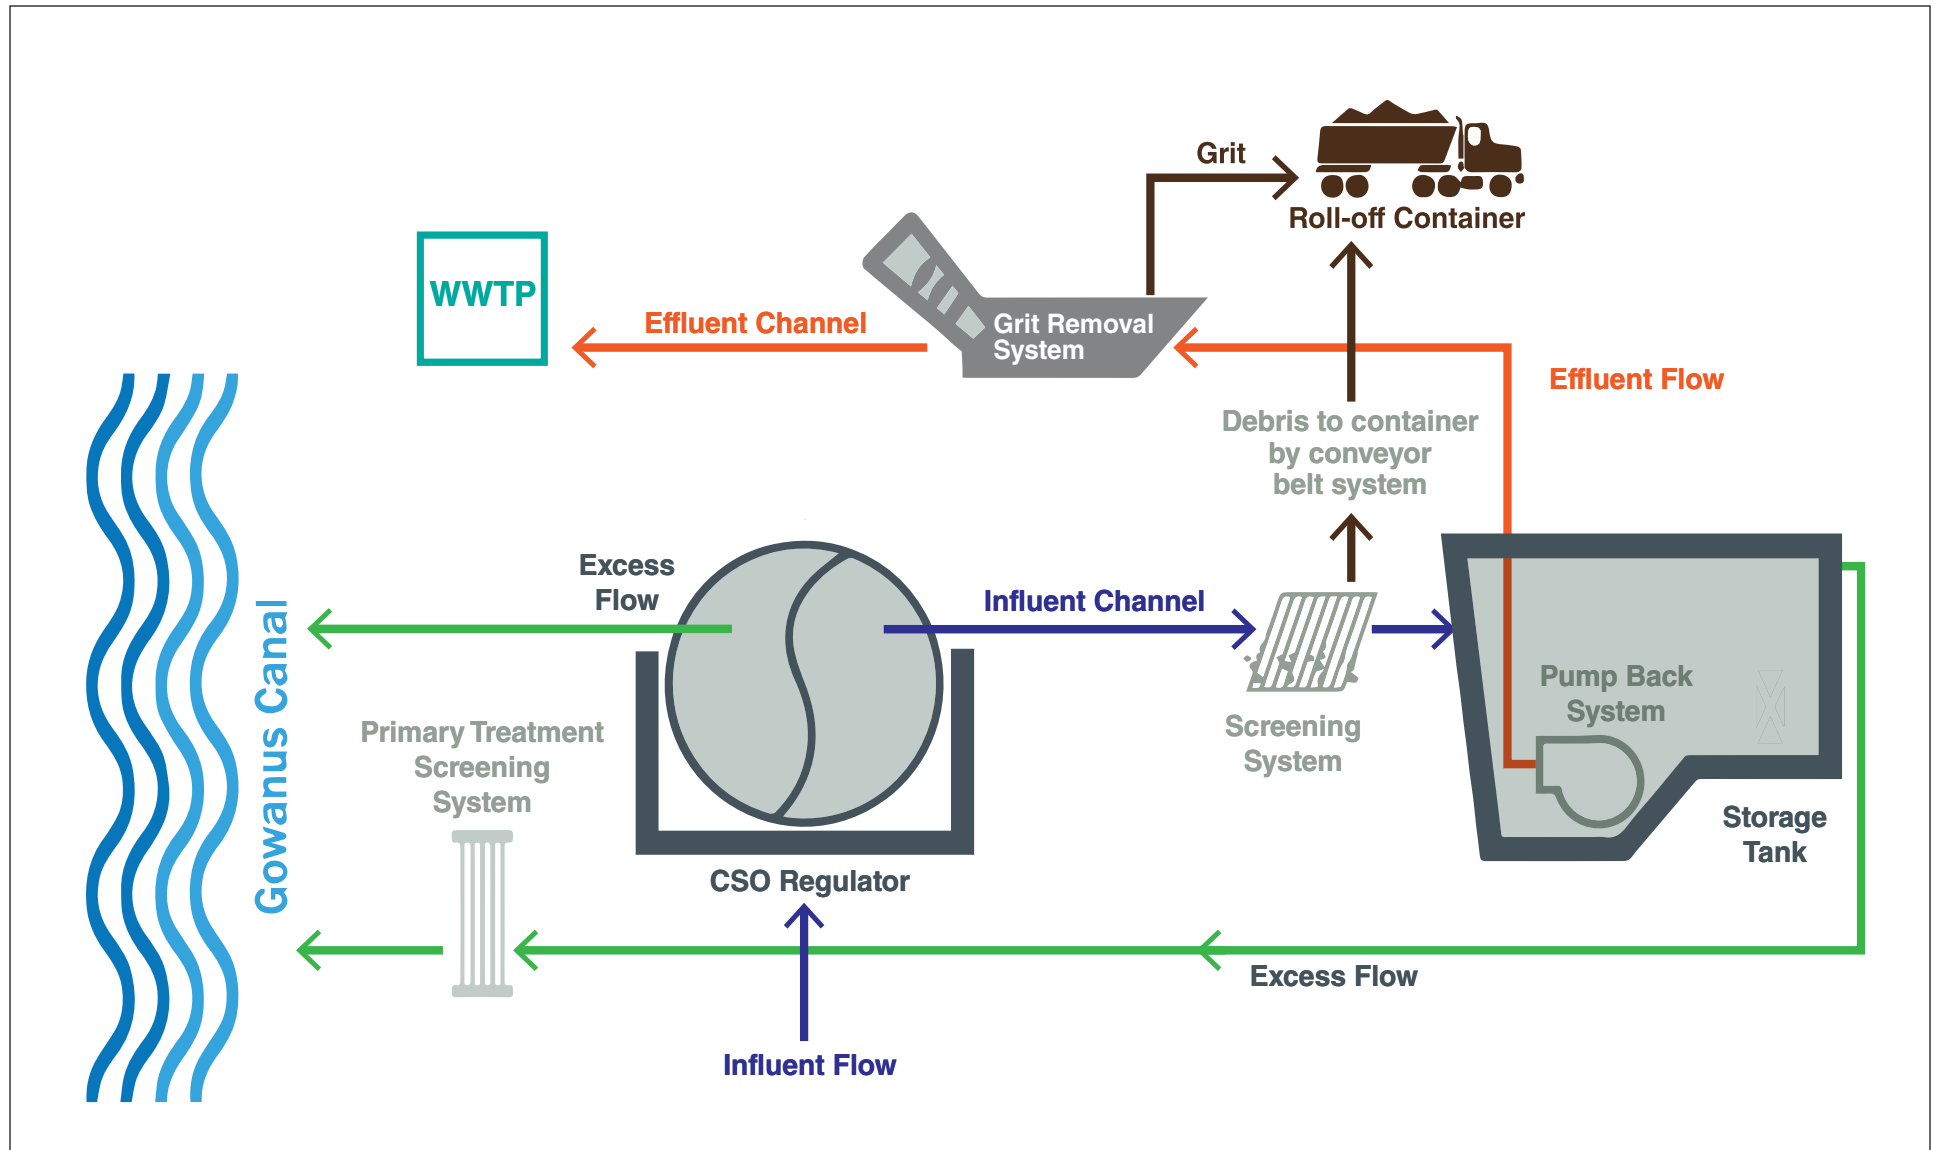 Grit
Roll-off Container
WWTP
Effluent Channel
Grit Removal
System
Effluent Flow
Debris to container
by conveyor
belt system
Excess
Flow
Influent Channel
Gowanus Canal
Primary Treatment
Screening
System
Screening
System
Pump Back
System
Storage
Tank
CSO Regulator
Excess Flow
Influent Flow